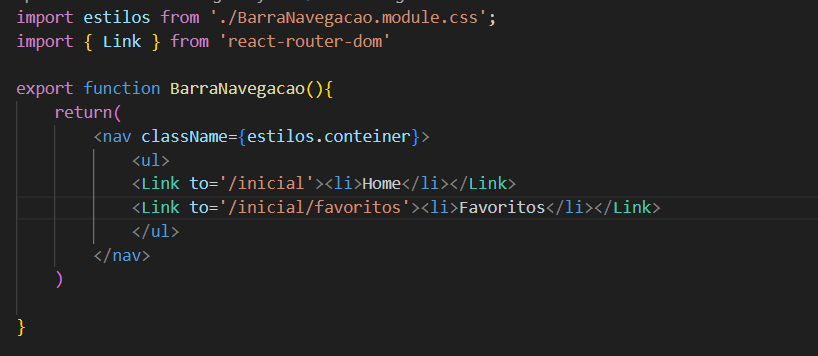 import estilos from './BarraNavegacao.module.css';
import { Link } from 'react-router-dom'
export function BarraNavegacao(){
return(
<nav className={estilos.conteiner}>
<ul>
<Link to='/inicial'><li>Home</li></Link>
<Link to='/inicial/favoritos'><li>Favoritos</li></Link>
</ul>
</nav>
)
}